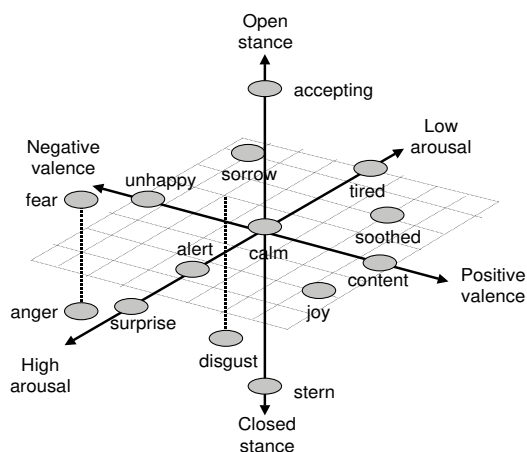 Open
stance
accepting
Low
arousal
Negative
valence
sorrow
unhappy
tired
fear
soothed
calm
alert
content
Positive
valence
anger
surprise
joy
disgust
High
arousal
stern
Closed
stance